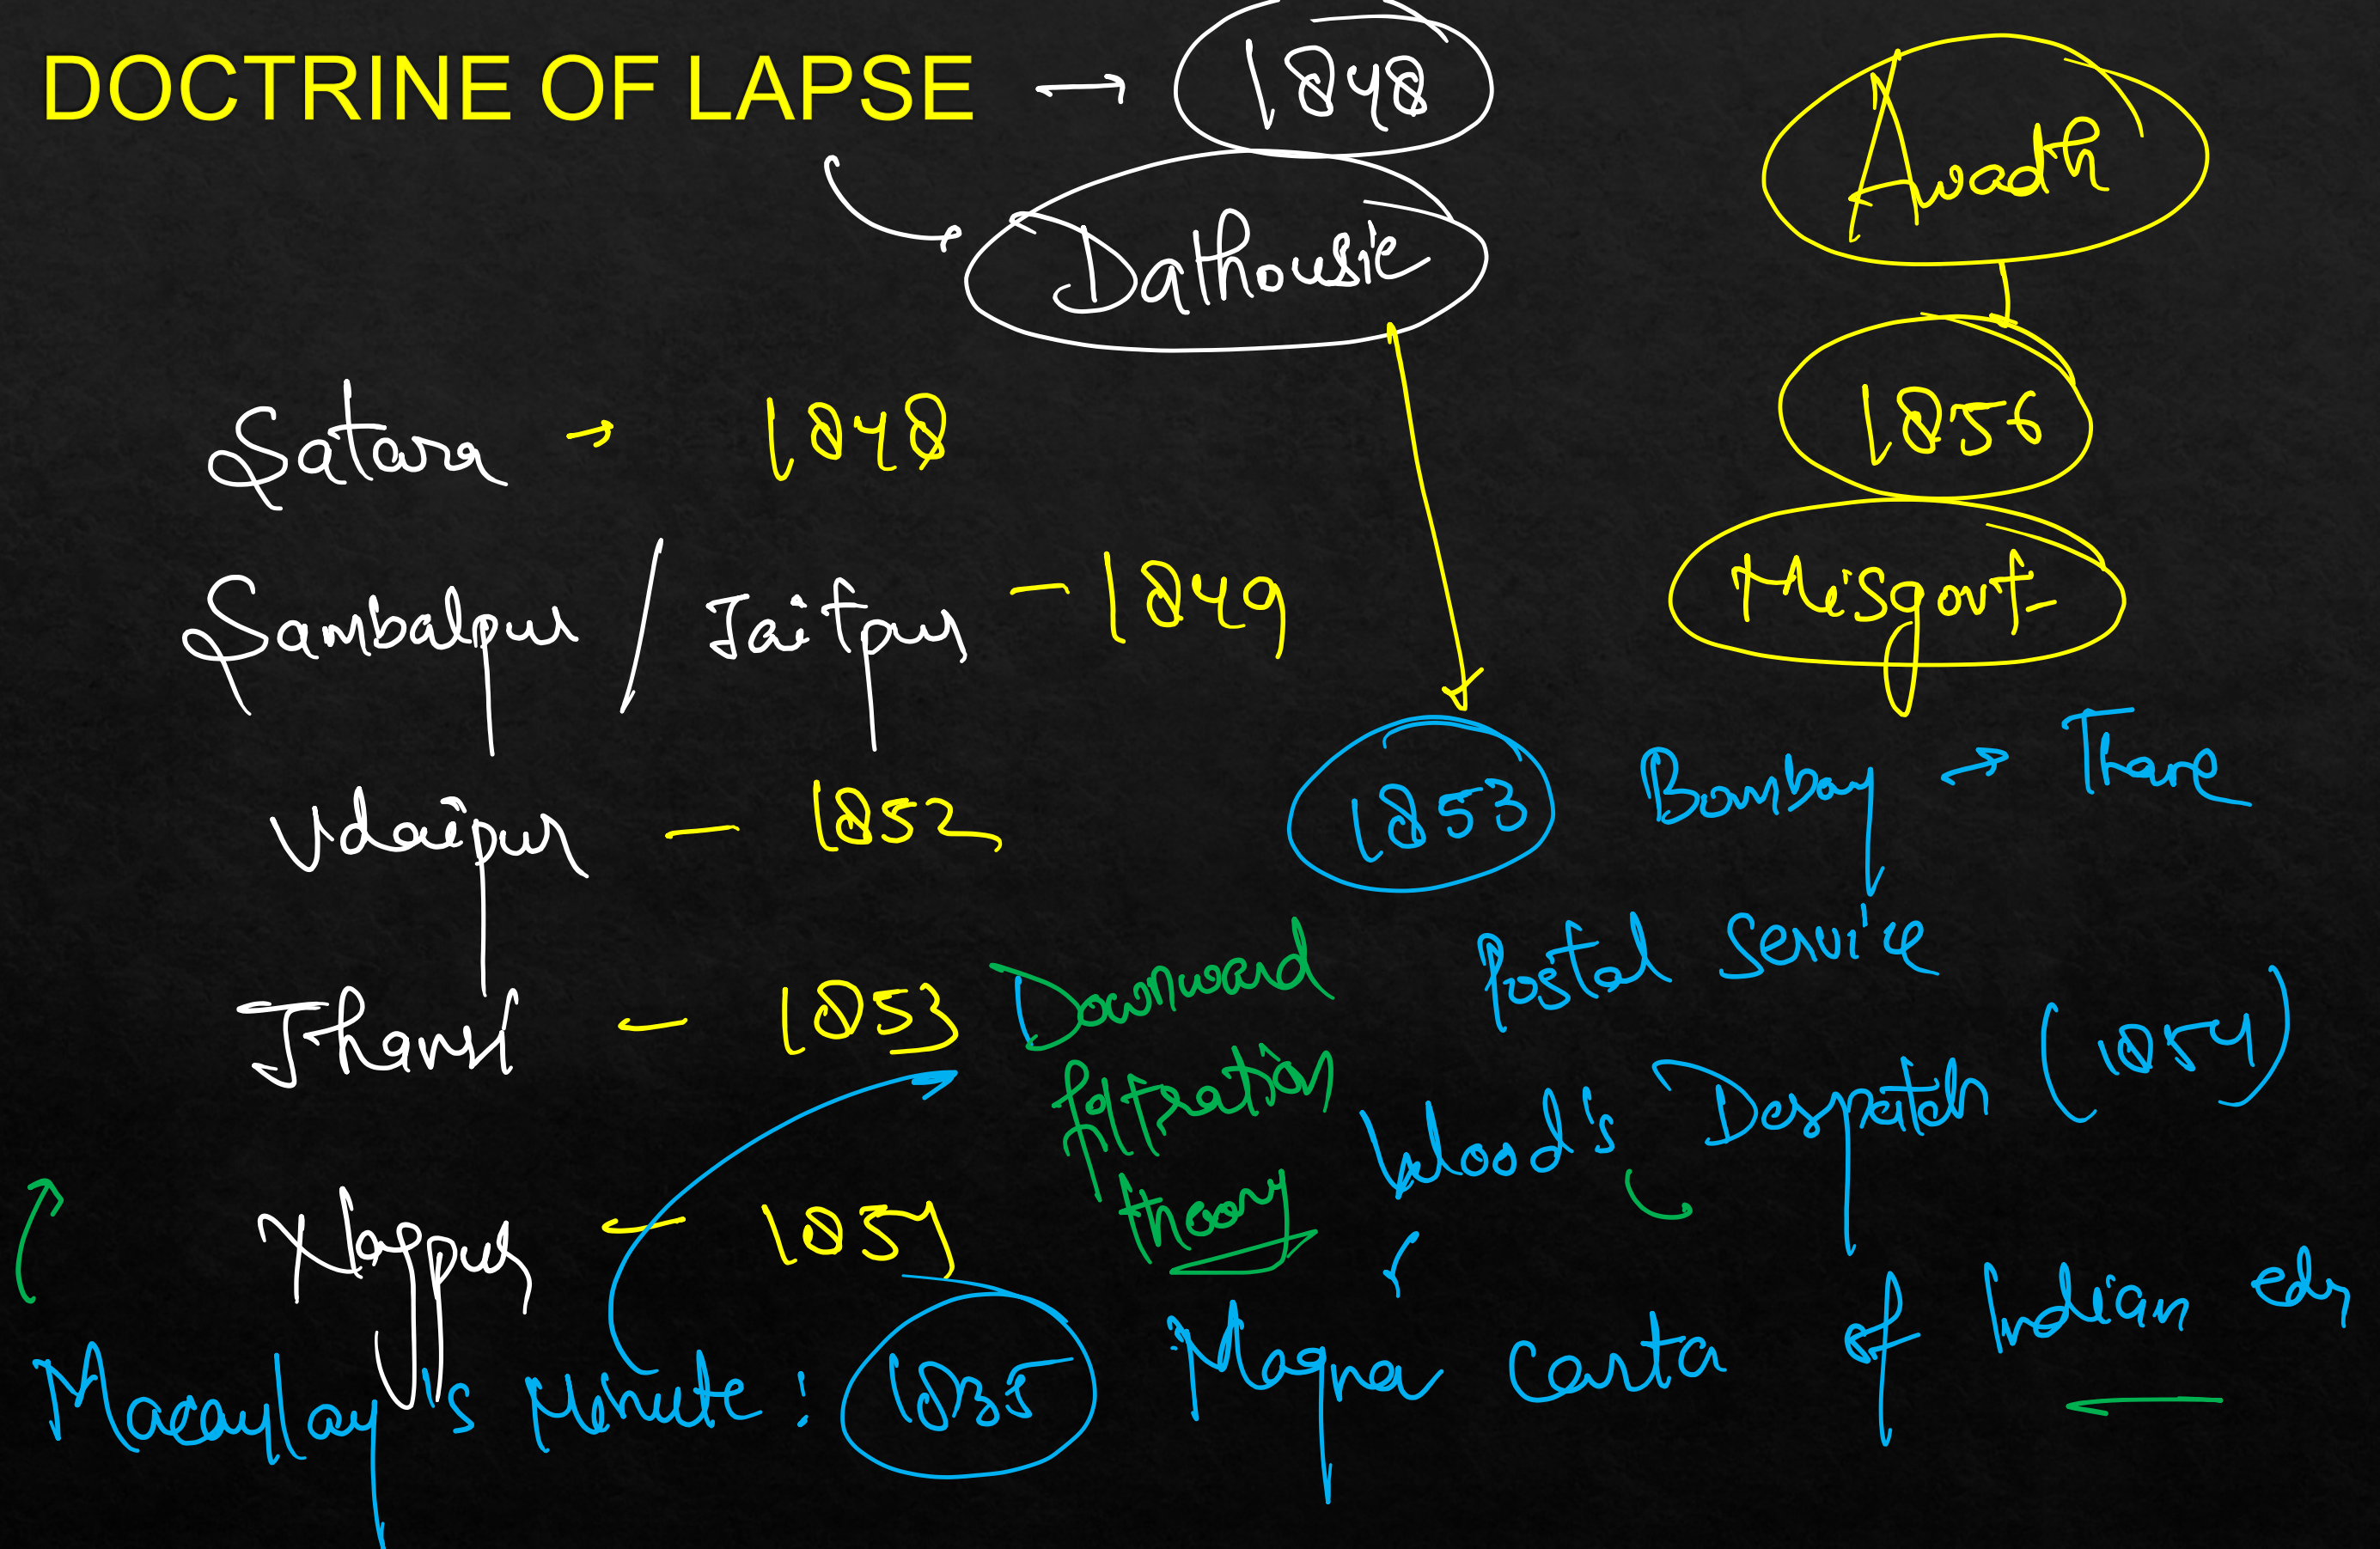 DOCTRINE OF LAPSE → 1848
Dalhousie
Awadh
1856
Misgovt
Satara → 1848
Sambalpur / Jaitpur - 1849
Udaipur - 1852
Jhansi - 1853
Nagpur - 1854
1853 Bombay → Thane
Postal Service
Wood's Despatch (1854)
Magna Carta of Indian edu
Downward
filtration
theory
Macaulay's Minute : 1835